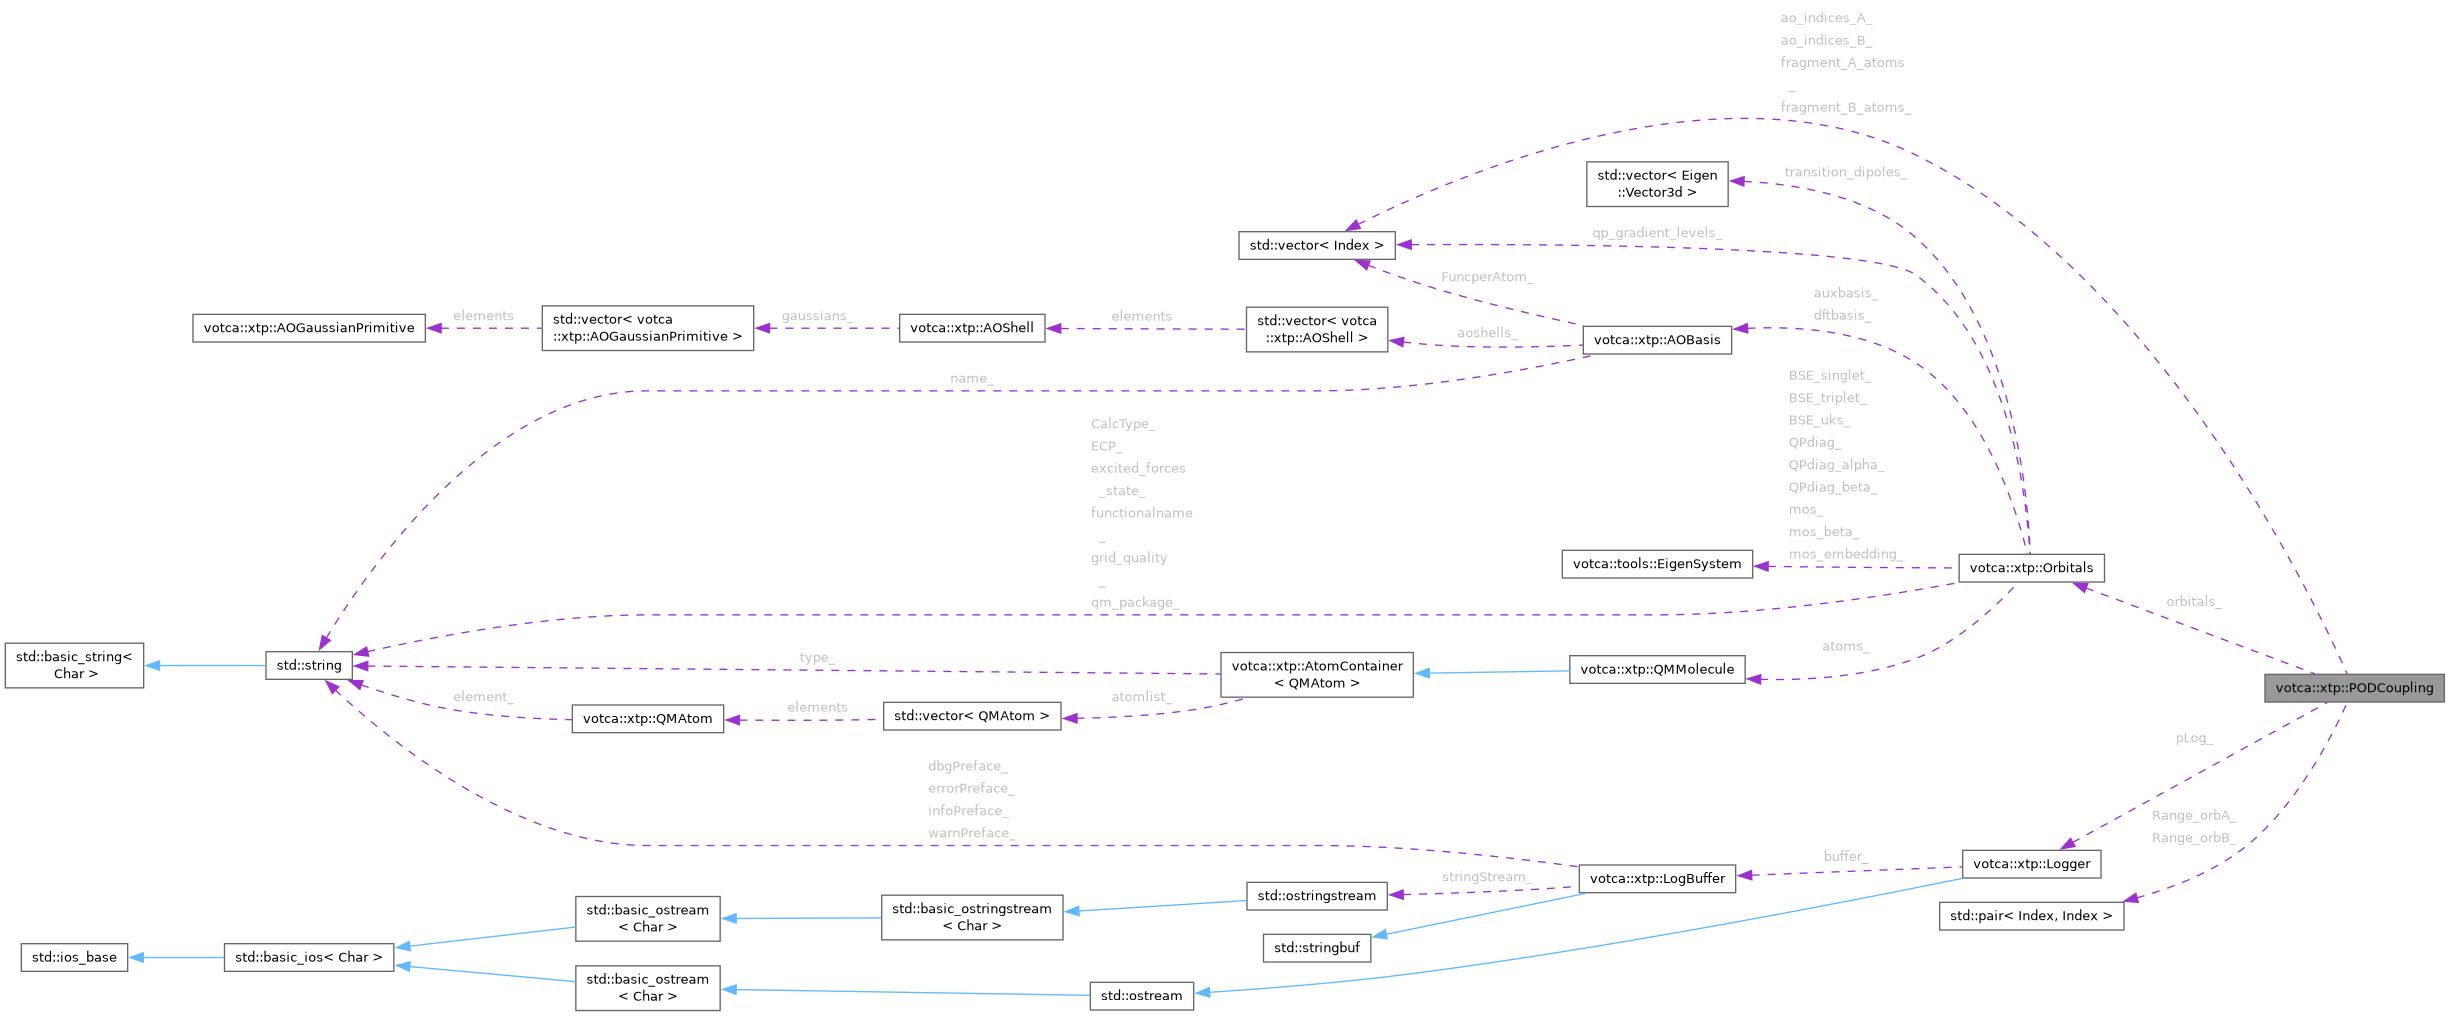 ao_indices_A_
ao_indices_B_
fragment_A_atoms
_
fragment_B_atoms_
std::vector< Eigen
::Vector3d >
transition_dipoles_
std::vector< Index >
qp_gradient_levels_
FuncperAtom_
auxbasis_
dftbasis_
votca::xtp::AOGaussianPrimitive
elements
std::vector< votca
::xtp::AOGaussianPrimitive >
gaussians_
votca::xtp::AOShell
elements
std::vector< votca
::xtp::AOShell >
aoshells_
votca::xtp::AOBasis
name_
BSE_singlet_
BSE_triplet_
BSE_uks_
QPdiag_
QPdiag_alpha_
QPdiag_beta_
mos_
mos_beta_
mos_embedding_
CalcType_
ECP_
excited_forces
_state_
functionalname
_
grid_quality
_
qm_package_
votca::tools::EigenSystem
votca::xtp::Orbitals
orbitals_
std::basic_string<
Char >
std::string
type_
votca::xtp::AtomContainer
< QMAtom >
votca::xtp::QMMolecule
atoms_
votca::xtp::PODCoupling
element_
votca::xtp::QMAtom
elements
std::vector< QMAtom >
atomlist_
pLog_
dbgPreface_
errorPreface_
infoPreface_
warnPreface_
Range_orbA_
Range_orbB_
votca::xtp::Logger
buffer_
votca::xtp::LogBuffer
stringStream_
std::ostringstream
std::basic_ostringstream
< Char >
std::basic_ostream
< Char >
std::pair< Index, Index >
std::stringbuf
std::ios_base
std::basic_ios< Char >
std::basic_ostream
< Char >
std::ostream